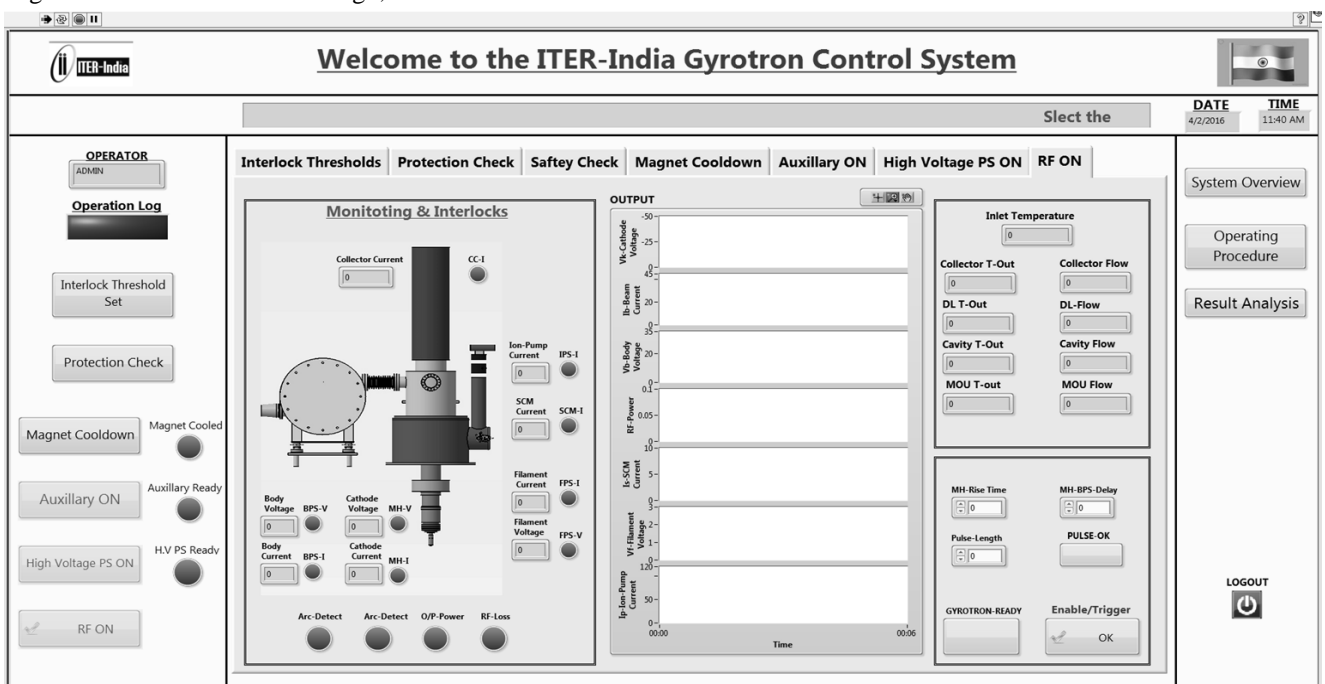 ITER-India
Welcome to the ITER-India Gyrotron Control System
Slect the
DATE TIME
4/2/2016 11:40 AM
OPERATOR
ADMIN
Operation Log
Interlock Threshold
Set
Protection Check
Magnet Cooldown
Magnet Cooled
Auxillary ON
Auxillary Ready
High Voltage PS ON
H.V PS Ready
RF ON
Interlock Thresholds Protection Check Saftey Check Magnet Cooldown Auxillary ON High Voltage PS ON RF ON
Monitoting & Interlocks
Collector Current
0
CC-I
Ion-Pump
Current
0
IPS-I
SCM
Current
0
SCM-I
Filament
Current
0
FPS-I
Filament
Voltage
0
FPS-V
Body
Voltage
0
BPS-V
Cathode
Voltage
0
MH-V
Body
Current
0
BPS-I
Cathode
Current
0
MH-I
Arc-Detect Arc-Detect O/P-Power RF-Loss
OUTPUT
Vk-Cathode
Voltage
-50
-25
0
Ib-Beam
Current
45
20
0
Vb-Body
Voltage
35
20
0
RF-Power
0.1
0.05
0
Is-SCM
Current
10
5
0
Vf-Filament
Voltage
3
2
1
0
Ip-Ion-Pump
Current
120
50
0
00:00 00:06
Time
Inlet Temperature
0
Collector T-Out Collector Flow
0 0
DL T-Out DL-Flow
0 0
Cavity T-Out Cavity Flow
0 0
MOU T-out MOU Flow
0 0
MH-Rise Time MH-BPS-Delay
0 0
Pulse-Length PULSE-OK
0
GYROTRON-READY Enable/Trigger
OK
System Overview
Operating
Procedure
Result Analysis
LOGOUT